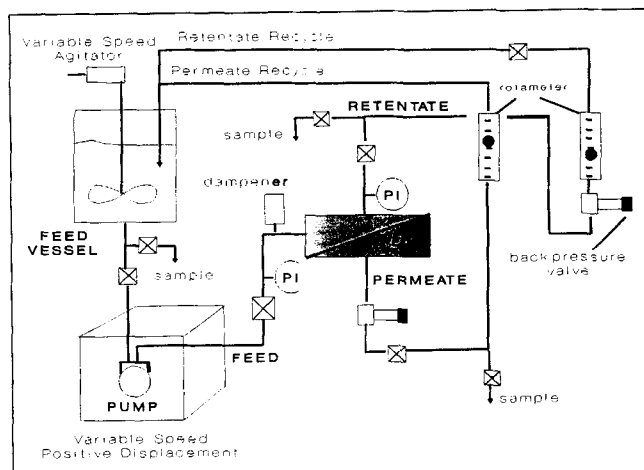 Variable Speed
Agitator
Retentate Recycle
Permeate Recycle
rotameter
RETENTATE
sample
dampener
PI
FEED
VESSEL
sample
PI
PERMEATE
back pressure
valve
FEED
PUMP
sample
Variable Speed
Positive Displacement